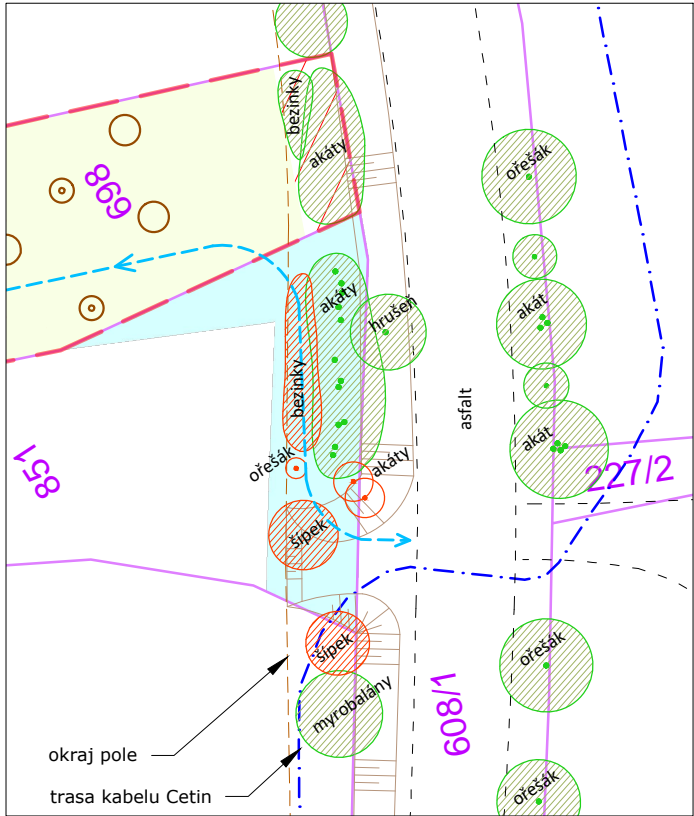 bezinky
akáty
ořešák
698
akáty
hrušeň
akát
bezinky
asfalt
akát
851
ořešák
akáty
227/2
šípek
šípek
ořešák
myrobalány
608/1
okraj pole
trasa kabelu Cetin
ořešák